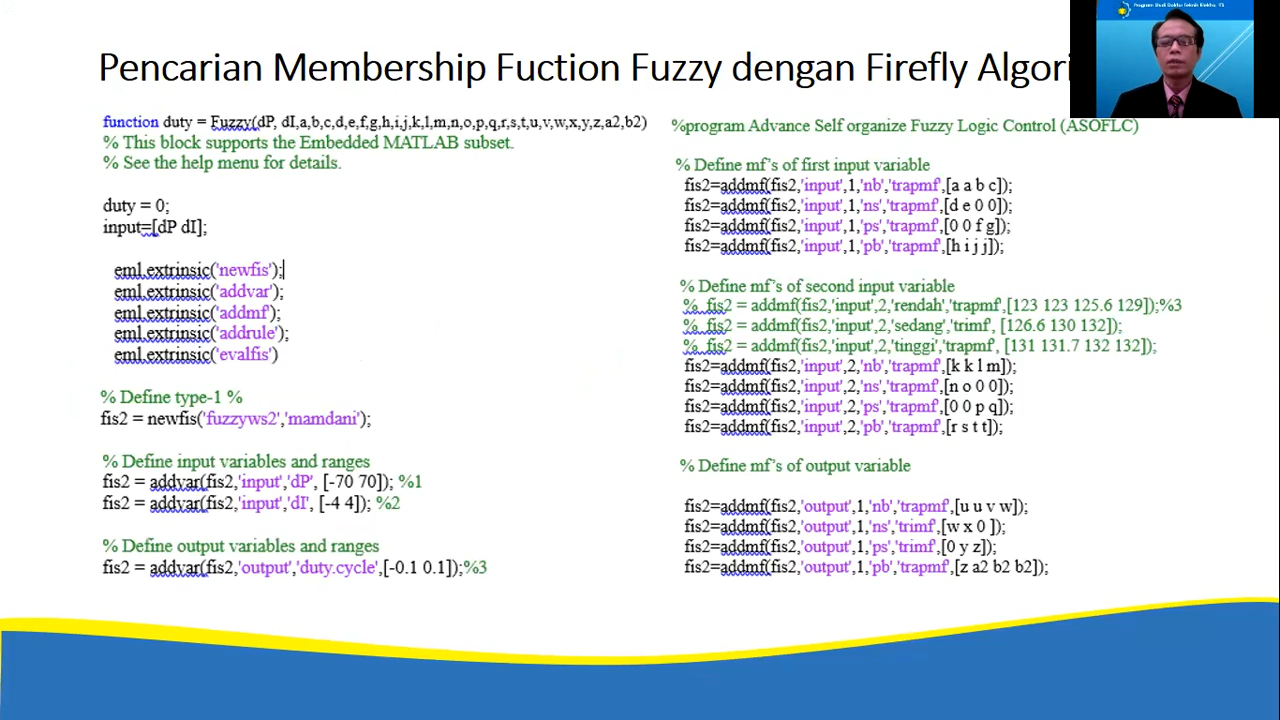 Program Studi Doktor Teknik Elektro ITS
Pencarian Membership Fuction Fuzzy dengan Firefly Algori
function duty = Fuzzy(dP, dI,a,b,c,d,e,f,g,h,i,j,k,l,m,n,o,p,q,r,s,t,u,v,w,x,y,z,a2,b2)
% This block supports the Embedded MATLAB subset.
% See the help menu for details.
duty = 0;
input=[dP dI];
eml.extrinsic('newfis');
eml.extrinsic('addvar');
eml.extrinsic('addmf');
eml.extrinsic('addrule');
eml.extrinsic('evalfis')
% Define type-1 %
fis2 = newfis('fuzzyws2','mamdani');
% Define input variables and ranges
fis2 = addvar(fis2,'input','dP', [-70 70]); %1
fis2 = addvar(fis2,'input','dI', [-4 4]); %2
% Define output variables and ranges
fis2 = addvar(fis2,'output','duty.cycle',[-0.1 0.1]);%3
%program Advance Self organize Fuzzy Logic Control (ASOFLC)
% Define mf's of first input variable
fis2=addmf(fis2,'input',1,'nb','trapmf',[a a b c]);
fis2=addmf(fis2,'input',1,'ns','trapmf',[d e 0 0]);
fis2=addmf(fis2,'input',1,'ps','trapmf',[0 0 f g]);
fis2=addmf(fis2,'input',1,'pb','trapmf',[h i j j]);
% Define mf's of second input variable
% fis2 = addmf(fis2,'input',2,'rendah','trapmf',[123 123 125.6 129]);%3
% fis2 = addmf(fis2,'input',2,'sedang','trimf', [126.6 130 132]);
% fis2 = addmf(fis2,'input',2,'tinggi','trapmf', [131 131.7 132 132]);
fis2=addmf(fis2,'input',2,'nb','trapmf',[k k l m]);
fis2=addmf(fis2,'input',2,'ns','trapmf',[n o 0 0]);
fis2=addmf(fis2,'input',2,'ps','trapmf',[0 0 p q]);
fis2=addmf(fis2,'input',2,'pb','trapmf',[r s t t]);
% Define mf's of output variable
fis2=addmf(fis2,'output',1,'nb','trapmf',[u u v w]);
fis2=addmf(fis2,'output',1,'ns','trimf',[w x 0 ]);
fis2=addmf(fis2,'output',1,'ps','trimf',[0 y z]);
fis2=addmf(fis2,'output',1,'pb','trapmf',[z a2 b2 b2]);